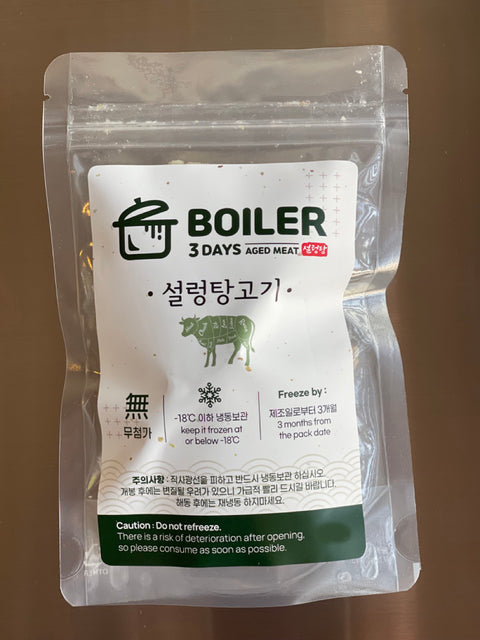 BOILER
3 DAYS AGED MEAT 설렁탕
· 설렁탕고기 ·
無
무첨가
-18℃ 이하 냉동보관
keep it frozen at
or below -18℃
Freeze by :
제조일로부터 3개월
3 months from
the pack date
주의사항 : 직사광선을 피하고 반드시 냉동보관 하십시오.
개봉 후에는 변질될 우려가 있으니 가급적 빨리 드시길 바랍니다.
해동 후에는 재냉동 하지마세요.
Caution : Do not refreeze.
There is a risk of deterioration after opening.
so please consume as soon as possible.
OTHER